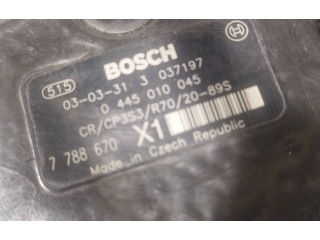 BOSCH
515 03-03-31 3 037197
0 445 010 045
CR/CP3S3/R70/20-89S
7 788 670 X1
Made in Czech Republic